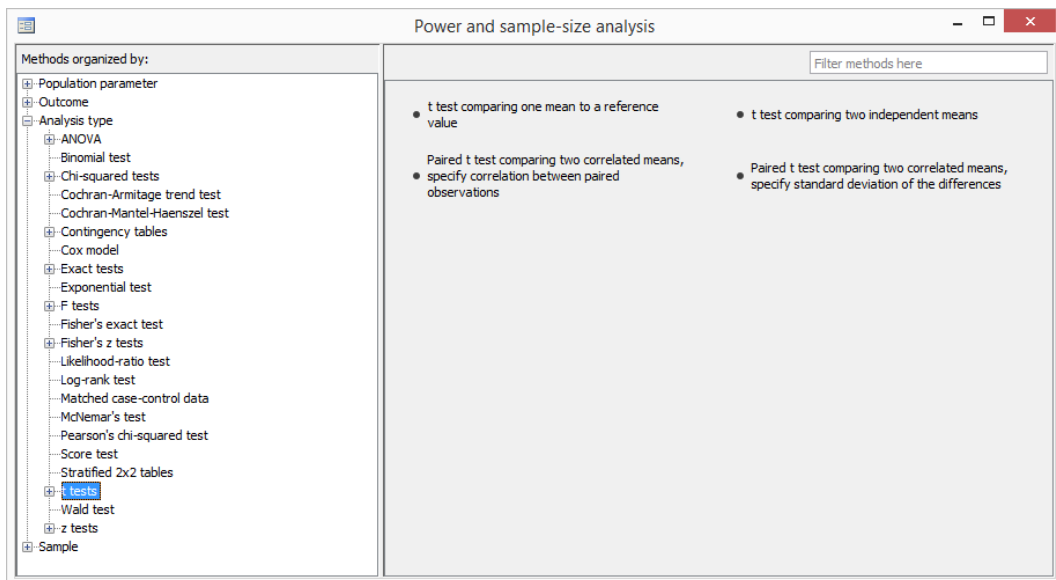 Power and sample-size analysis
Methods organized by:
Filter methods here
Population parameter
Outcome
Analysis type
ANOVA
Binomial test
Chi-squared tests
Cochran-Armitage trend test
Cochran-Mantel-Haenszel test
Contingency tables
Cox model
Exact tests
Exponential test
F tests
Fisher's exact test
Fisher's z tests
Likelihood-ratio test
Log-rank test
Matched case-control data
McNemar's test
Pearson's chi-squared test
Score test
Stratified 2x2 tables
t tests
Wald test
z tests
Sample
t test comparing one mean to a reference
value
t test comparing two independent means
Paired t test comparing two correlated means,
specify correlation between paired
observations
Paired t test comparing two correlated means,
specify standard deviation of the differences